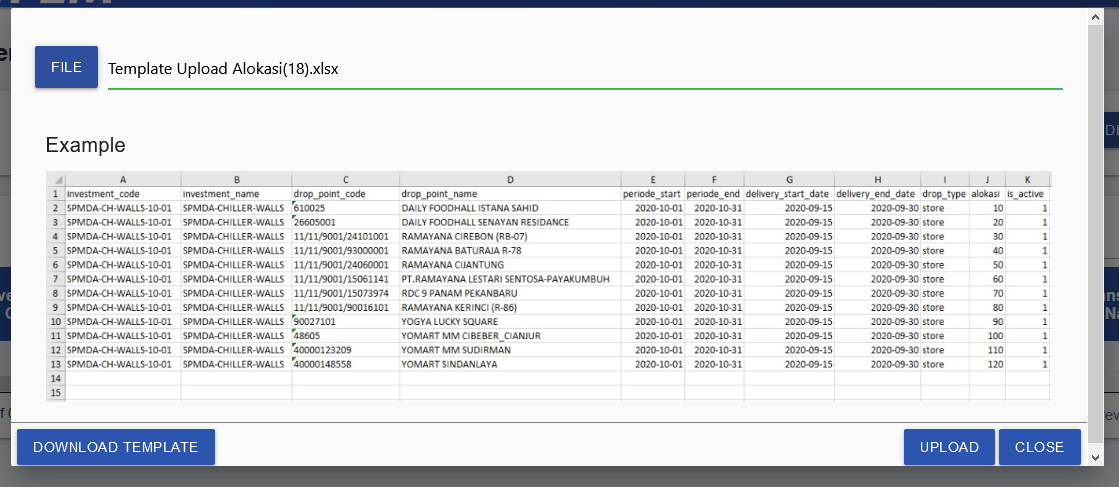 FILE Template Upload Alokasi(18).xlsx
Example
A B C D E F G H I J K
1 investment_code investment_name drop_point_code drop_point_name periode_start periode_end delivery_start_date delivery_end_date drop_type alokasi is_active
2 SPMDA-CH-WALLS-10-01 SPMDA-CHILLER-WALLS 610025 DAILY FOODHALL ISTANA SAHID 2020-10-01 2020-10-31 2020-09-15 2020-09-30 store 10 1
3 SPMDA-CH-WALLS-10-01 SPMDA-CHILLER-WALLS 26605001 DAILY FOODHALL SENAYAN RESIDANCE 2020-10-01 2020-10-31 2020-09-15 2020-09-30 store 20 1
4 SPMDA-CH-WALLS-10-01 SPMDA-CHILLER-WALLS 11/11/9001/24101001 RAMAYANA CIREBON (RB-07) 2020-10-01 2020-10-31 2020-09-15 2020-09-30 store 30 1
5 SPMDA-CH-WALLS-10-01 SPMDA-CHILLER-WALLS 11/11/9001/93000001 RAMAYANA BATURAJA R-78 2020-10-01 2020-10-31 2020-09-15 2020-09-30 store 40 1
6 SPMDA-CH-WALLS-10-01 SPMDA-CHILLER-WALLS 11/11/9001/24060001 RAMAYANA CIJANTUNG 2020-10-01 2020-10-31 2020-09-15 2020-09-30 store 50 1
7 SPMDA-CH-WALLS-10-01 SPMDA-CHILLER-WALLS 11/11/9001/15061141 PT.RAMAYANA LESTARI SENTOSA-PAYAKUMBUH 2020-10-01 2020-10-31 2020-09-15 2020-09-30 store 60 1
8 SPMDA-CH-WALLS-10-01 SPMDA-CHILLER-WALLS 11/11/9001/15073974 RDC 9 PANAM PEKANBARU 2020-10-01 2020-10-31 2020-09-15 2020-09-30 store 70 1
9 SPMDA-CH-WALLS-10-01 SPMDA-CHILLER-WALLS 11/11/9001/90016101 RAMAYANA KERINCI (R-86) 2020-10-01 2020-10-31 2020-09-15 2020-09-30 store 80 1
10 SPMDA-CH-WALLS-10-01 SPMDA-CHILLER-WALLS 90027101 YOGYA LUCKY SQUARE 2020-10-01 2020-10-31 2020-09-15 2020-09-30 store 90 1
11 SPMDA-CH-WALLS-10-01 SPMDA-CHILLER-WALLS 48605 YOMART MM CIBEBER_CIANJUR 2020-10-01 2020-10-31 2020-09-15 2020-09-30 store 100 1
12 SPMDA-CH-WALLS-10-01 SPMDA-CHILLER-WALLS 40000123209 YOMART MM SUDIRMAN 2020-10-01 2020-10-31 2020-09-15 2020-09-30 store 110 1
13 SPMDA-CH-WALLS-10-01 SPMDA-CHILLER-WALLS 40000148558 YOMART SINDANLAYA 2020-10-01 2020-10-31 2020-09-15 2020-09-30 store 120 1
14
15
DOWNLOAD TEMPLATE UPLOAD CLOSE